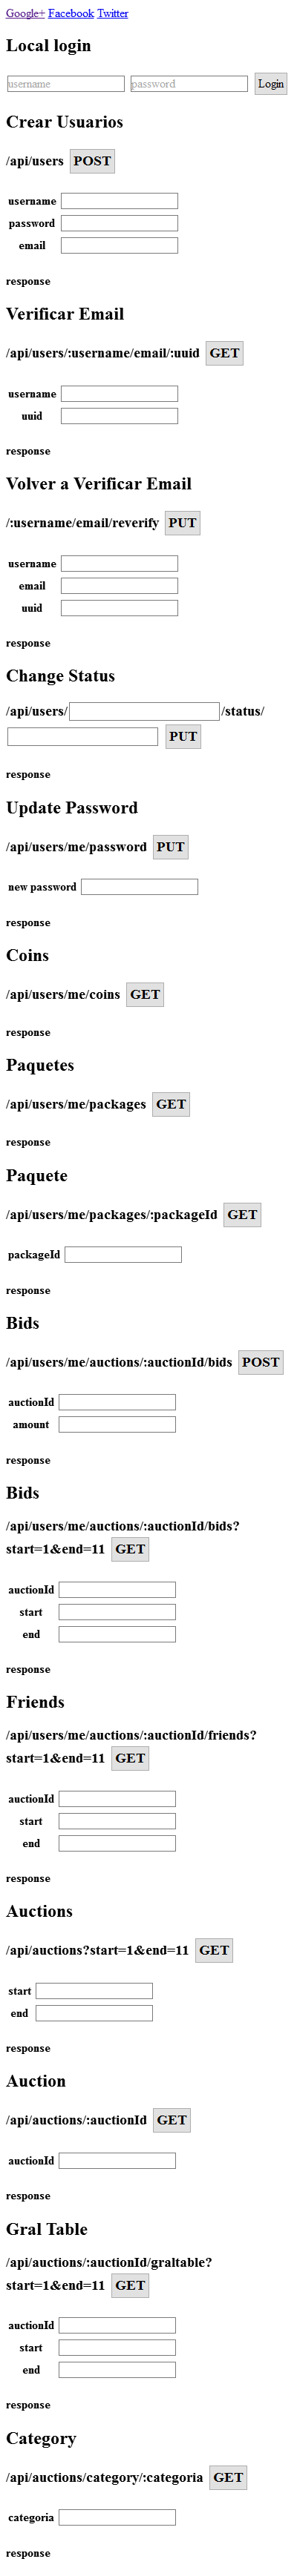 Google+ Facebook Twitter
Local login
username password Login
Crear Usuarios
/api/users POST
username
password
email
response
Verificar Email
/api/users/:username/email/:uuid GET
username
uuid
response
Volver a Verificar Email
/:username/email/reverify PUT
username
email
uuid
response
Change Status
/api/users/ /status/
PUT
response
Update Password
/api/users/me/password PUT
new password
response
Coins
/api/users/me/coins GET
response
Paquetes
/api/users/me/packages GET
response
Paquete
/api/users/me/packages/:packageId GET
packageId
response
Bids
/api/users/me/auctions/:auctionId/bids POST
auctionId
amount
response
Bids
/api/users/me/auctions/:auctionId/bids?
start=1&end=11 GET
auctionId
start
end
response
Friends
/api/users/me/auctions/:auctionId/friends?
start=1&end=11 GET
auctionId
start
end
response
Auctions
/api/auctions?start=1&end=11 GET
start
end
response
Auction
/api/auctions/:auctionId GET
auctionId
response
Gral Table
/api/auctions/:auctionId/graltable?
start=1&end=11 GET
auctionId
start
end
response
Category
/api/auctions/category/:categoria GET
categoria
response